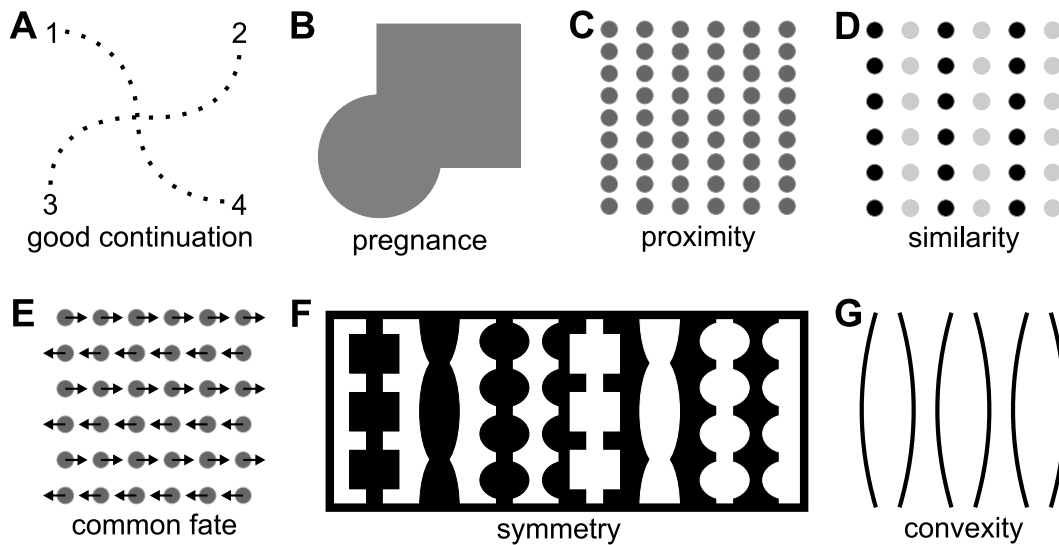 A
1
2
3
4
good continuation
B
pregnance
C
proximity
D
similarity
E
common fate
F
symmetry
G
convexity